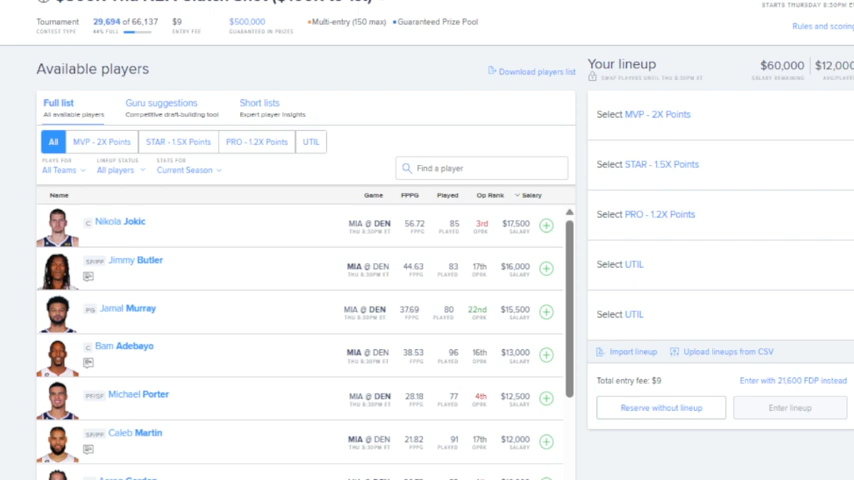 STARTS THURSDAY 8:30PM
Tournament
CONTEST TYPE
29,694 of 66,137
44% FULL
$9
ENTRY FEE
$500,000
GUARANTEED IN PRIZES
Multi-entry (150 max)
Guaranteed Prize Pool
Rules and scoring
Available players
Download players list
Your lineup
SWAP PLAYERS UNTIL THU 8:30PM ET
$60,000
SALARY REMAINING
$12,000
AVG/PLAYER
Full list
All available players
Guru suggestions
Competitive draft-building tool
Short lists
Expert player insights
All
MVP - 2X Points
STAR - 1.5X Points
PRO - 1.2X Points
UTIL
PLAYS FOR
All Teams
LINEUP STATUS
All players
STATS FOR
Current Season
Find a player
Name
Game
FPPG
Played
Op Rank
Salary
C Nikola Jokic
MIA @ DEN
THU 8:30PM ET
56.72
FPPG
85
PLAYED
3rd
OPRK
$17,500
SALARY
SF/PF Jimmy Butler
MIA @ DEN
THU 8:30PM ET
44.63
FPPG
83
PLAYED
17th
OPRK
$16,000
SALARY
PG Jamal Murray
MIA @ DEN
THU 8:30PM ET
37.69
FPPG
80
PLAYED
22nd
OPRK
$15,500
SALARY
C Bam Adebayo
MIA @ DEN
THU 8:30PM ET
38.53
FPPG
96
PLAYED
16th
OPRK
$13,000
SALARY
PF/SF Michael Porter
MIA @ DEN
THU 8:30PM ET
28.18
FPPG
77
PLAYED
4th
OPRK
$12,500
SALARY
SF/PF Caleb Martin
MIA @ DEN
THU 8:30PM ET
21.82
FPPG
91
PLAYED
17th
OPRK
$12,000
SALARY
Select MVP - 2X Points
Select STAR - 1.5X Points
Select PRO - 1.2X Points
Select UTIL
Select UTIL
Import lineup
Upload lineups from CSV
Total entry fee: $9
Enter with 21,600 FDP instead
Reserve without lineup
Enter lineup